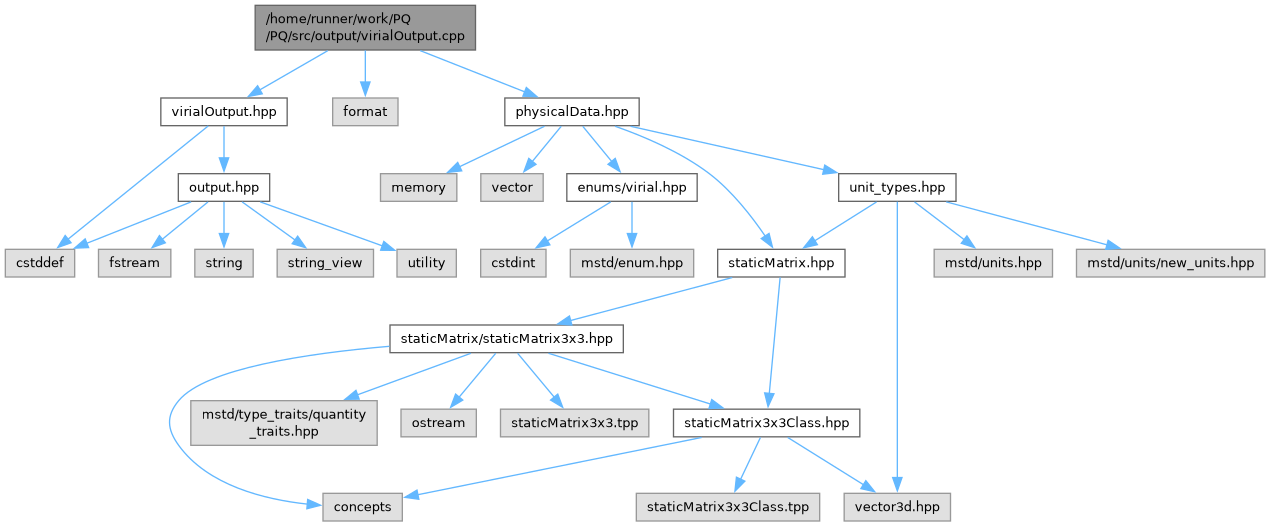 /home/runner/work/PQ
/PQ/src/output/virialOutput.cpp
virialOutput.hpp
format
physicalData.hpp
output.hpp
memory
vector
enums/virial.hpp
unit_types.hpp
cstddef
fstream
string
string_view
utility
cstdint
mstd/enum.hpp
staticMatrix.hpp
mstd/units.hpp
mstd/units/new_units.hpp
staticMatrix/staticMatrix3x3.hpp
mstd/type_traits/quantity
_traits.hpp
ostream
staticMatrix3x3.tpp
staticMatrix3x3Class.hpp
concepts
staticMatrix3x3Class.tpp
vector3d.hpp